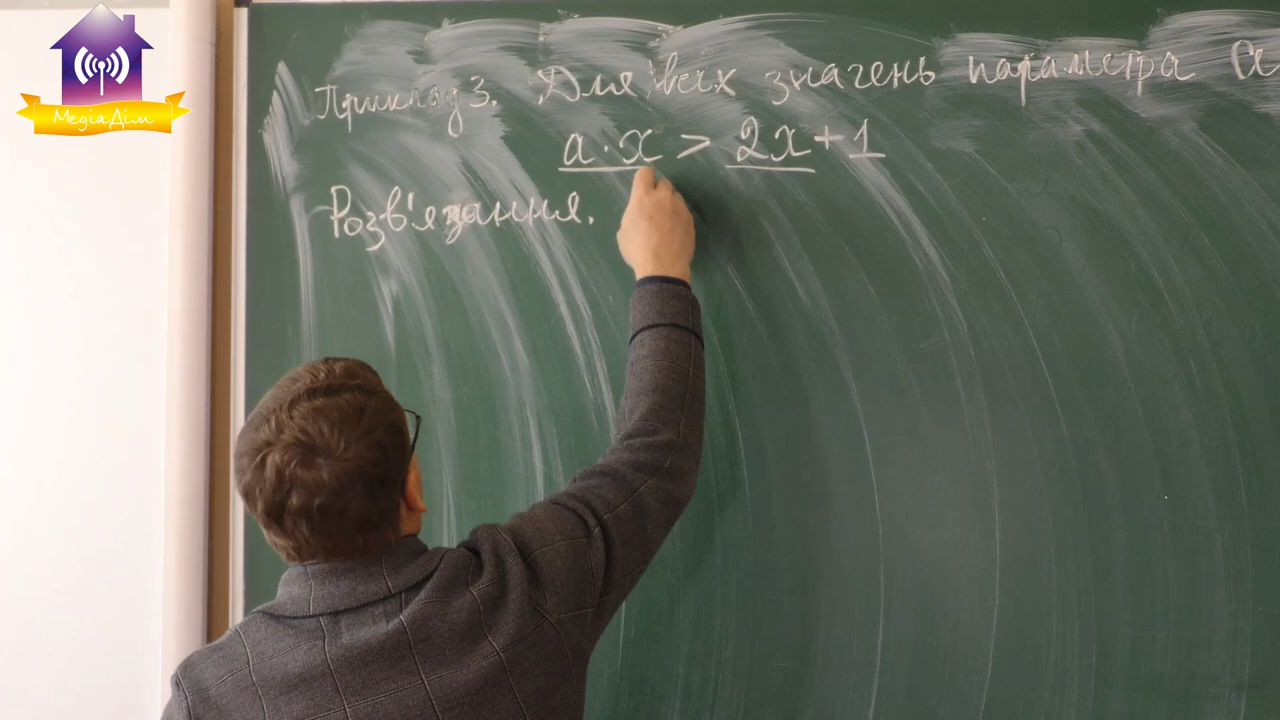 МедіаДім
Приклад 3. Для всіх значень параметра a
a·x > 2x+1
Розв'язання.